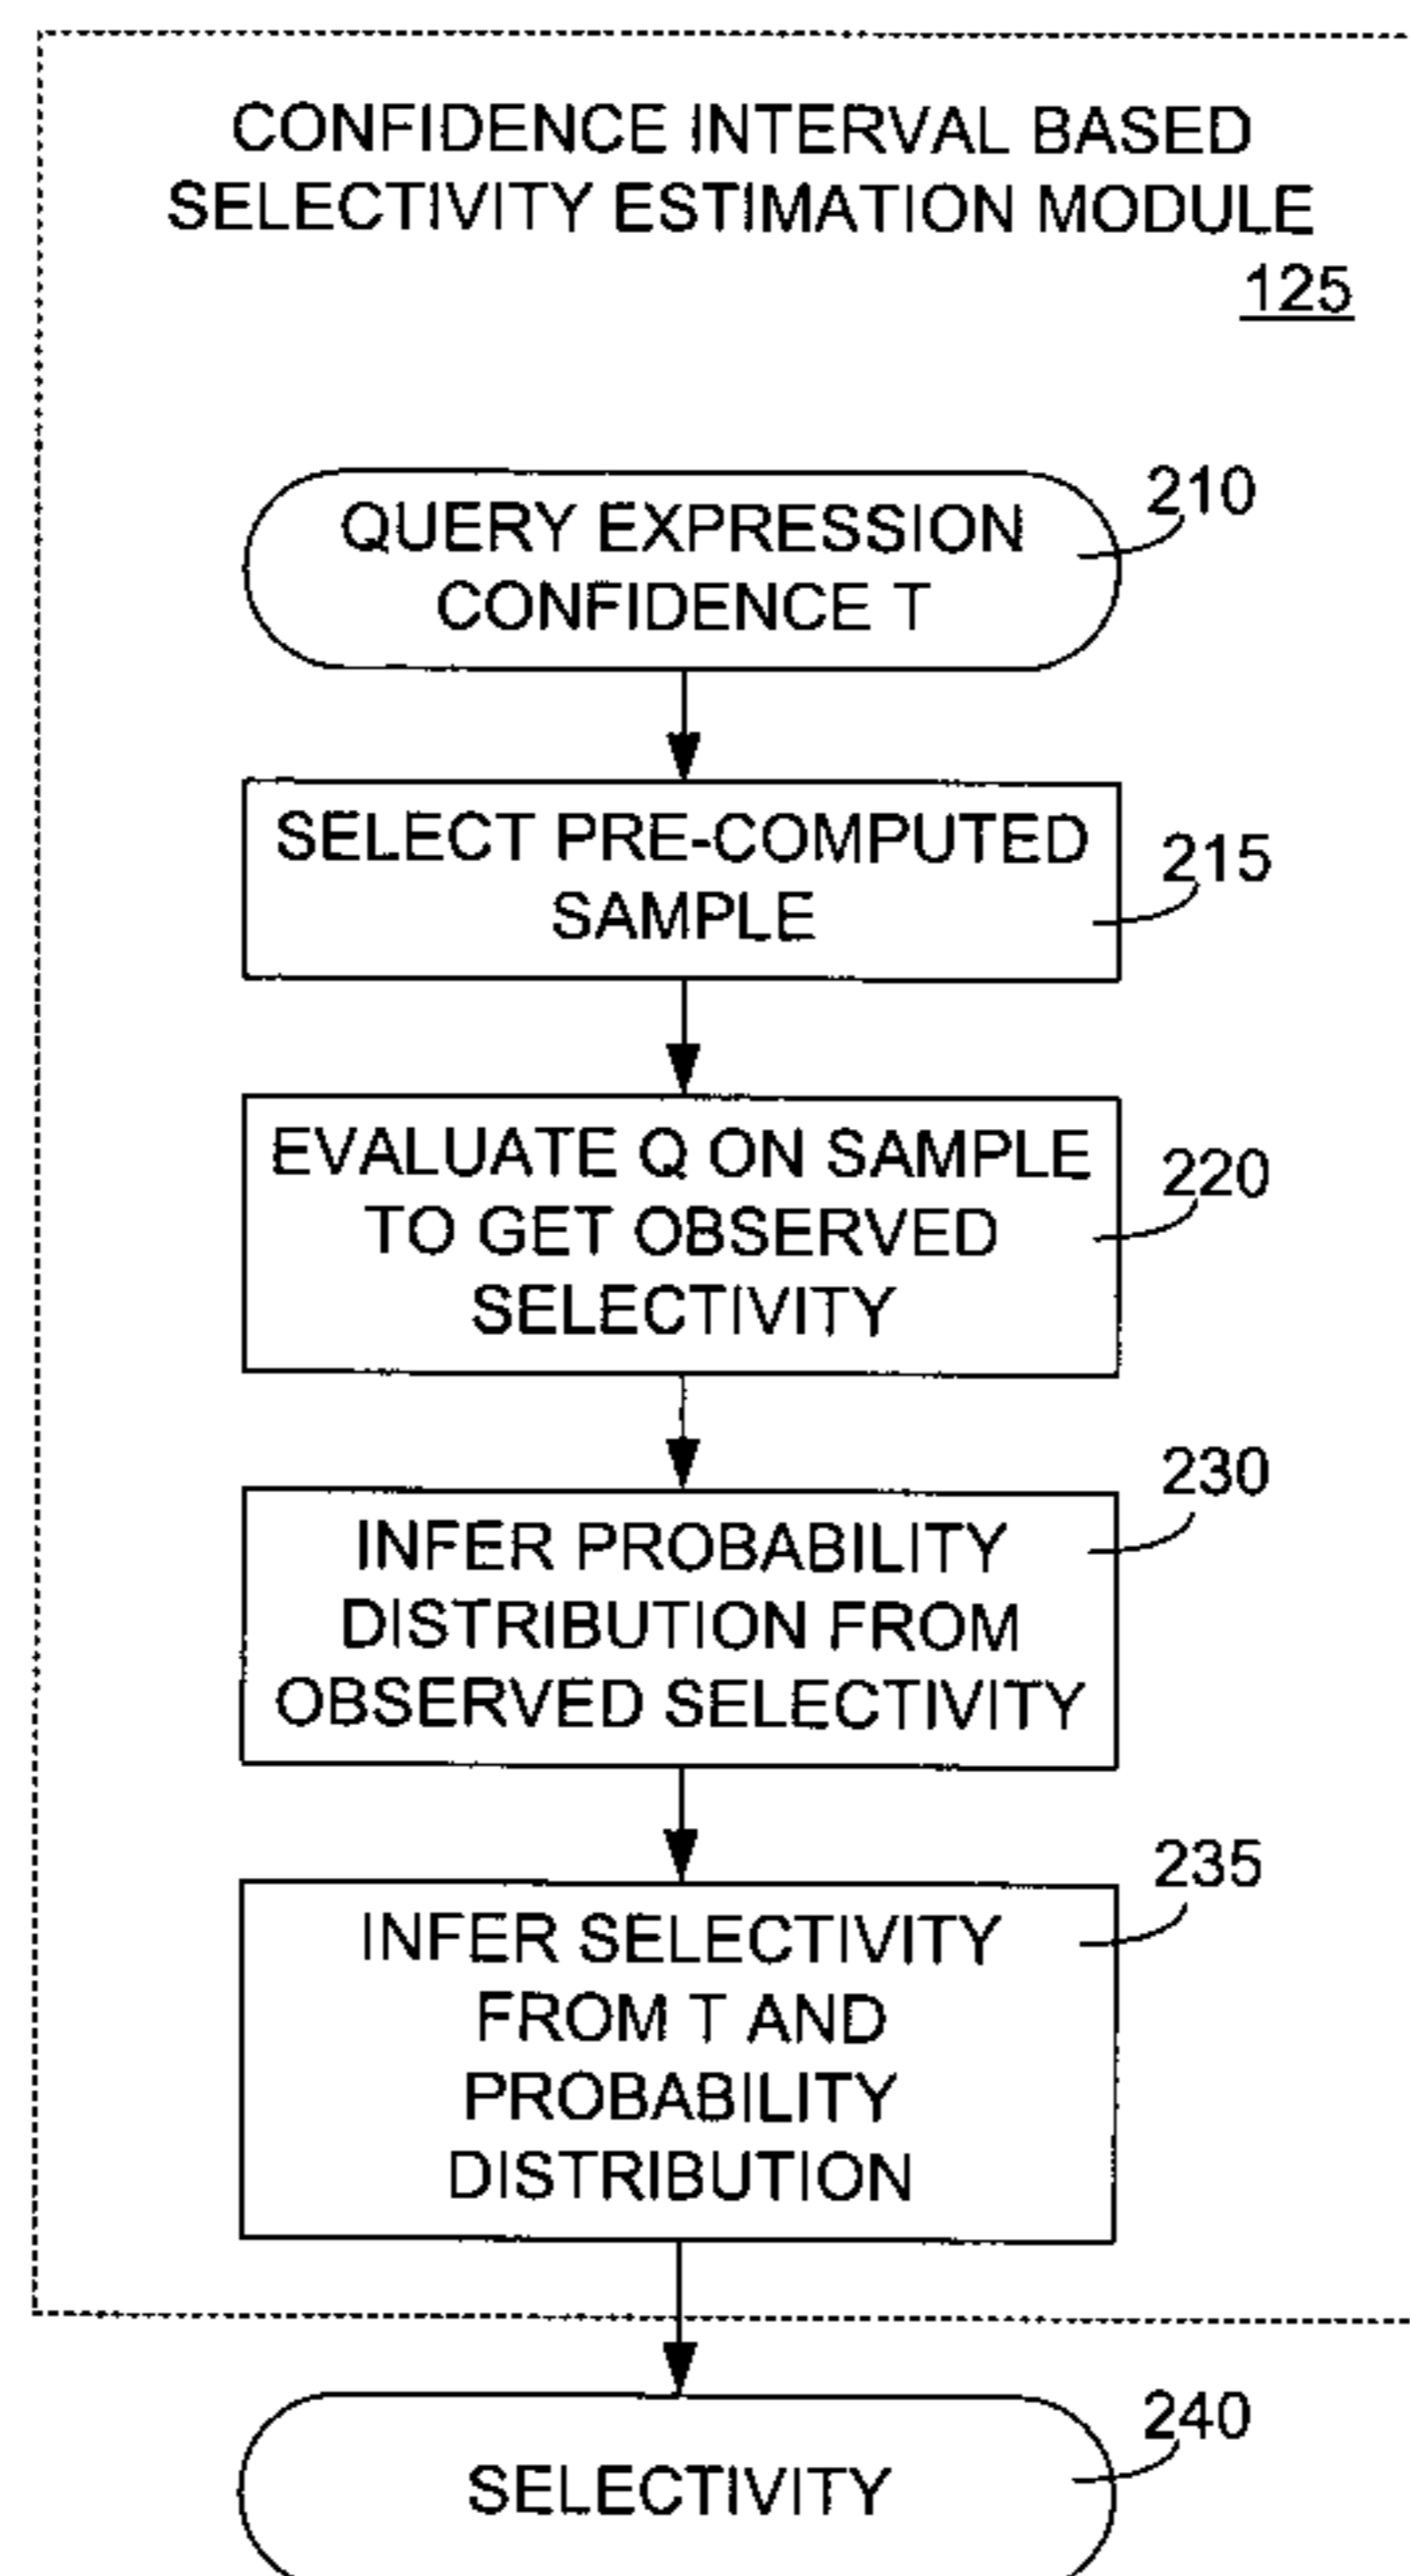 CONFIDENCE INTERVAL BASED
SELECTIVITY ESTIMATION MODULE
125
QUERY EXPRESSION
CONFIDENCE T
210
SELECT PRE-COMPUTED
SAMPLE
215
EVALUATE Q ON SAMPLE
TO GET OBSERVED
SELECTIVITY
220
INFER PROBABILITY
DISTRIBUTION FROM
OBSERVED SELECTIVITY
230
INFER SELECTIVITY
FROM T AND
PROBABILITY
DISTRIBUTION
235
SELECTIVITY
240